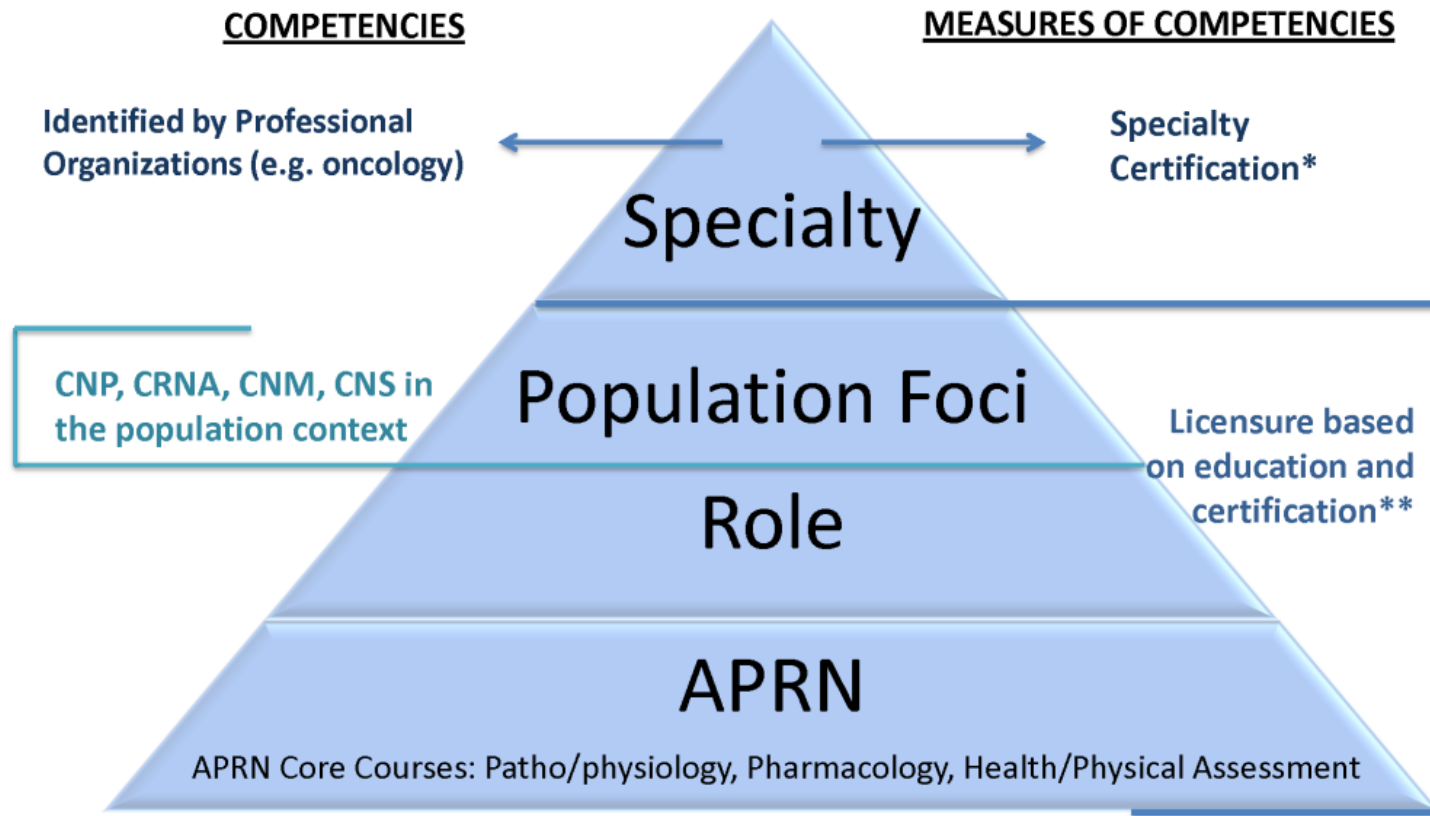 COMPETENCIES
MEASURES OF COMPETENCIES
Identified by Professional
Organizations (e.g. oncology)
Specialty
Certification*
Specialty
CNP, CRNA, CNM, CNS in
the population context
Population Foci
Licensure based
on education and
certification**
Role
APRN
APRN Core Courses: Patho/physiology, Pharmacology, Health/Physical Assessment